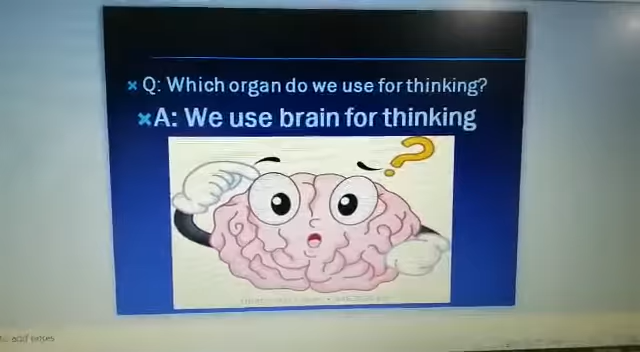 × Q: Which organ do we use for thinking?
×A: We use brain for thinking
?